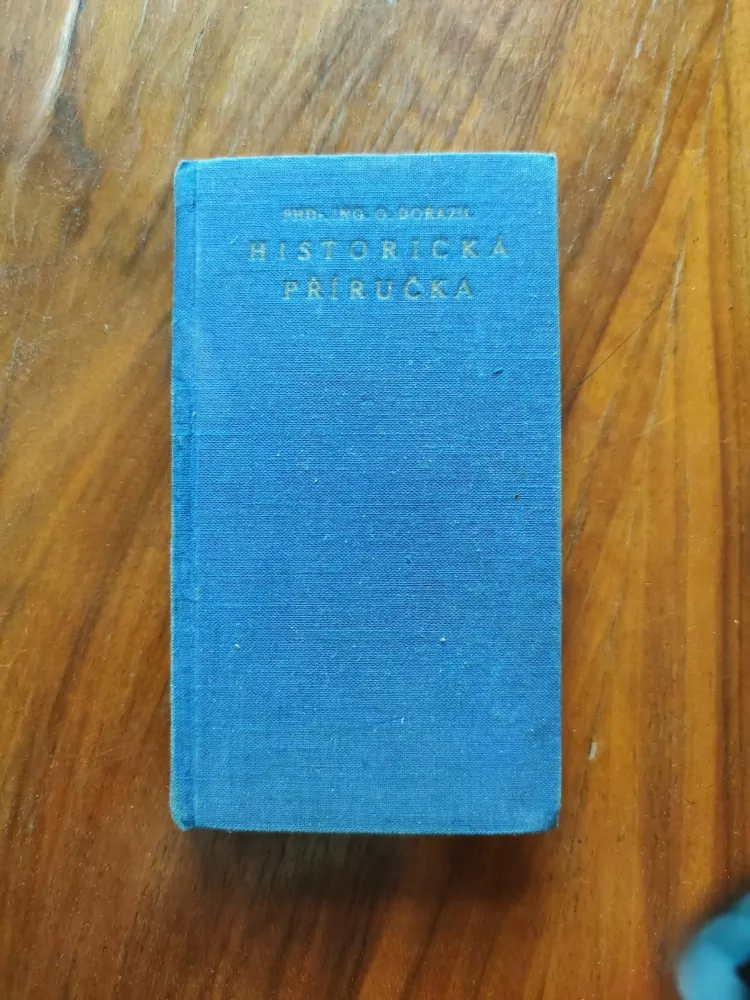 PHDr. ING. O. DORAZIL
HISTORICKÁ
PŘÍRUČKA